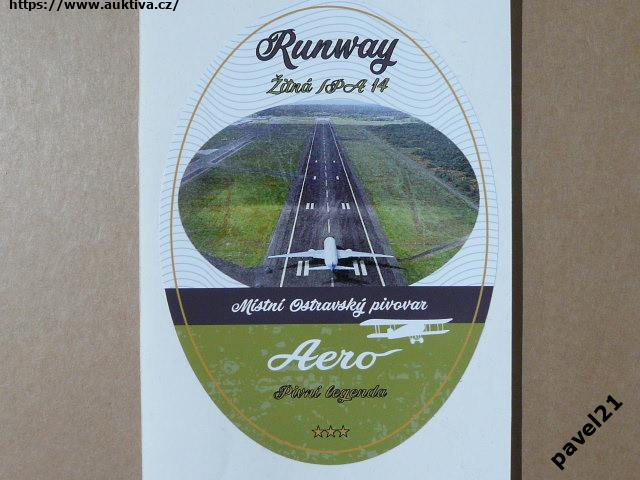 https://www.auktiva.cz/
Runway
Žitná IPA 14
Místní Ostravský pivovar
Aero
Pivní legenda
pavel21